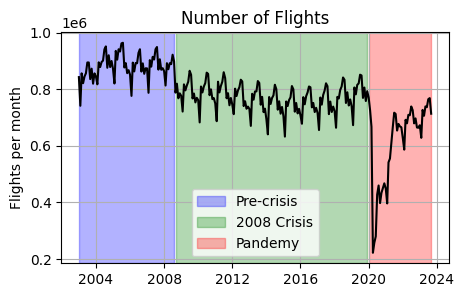 Number of Flights
1e6
Flights per month
1.0
0.8
0.6
0.4
0.2
Pre-crisis
2008 Crisis
Pandemy
2004 2008 2012 2016 2020 2024